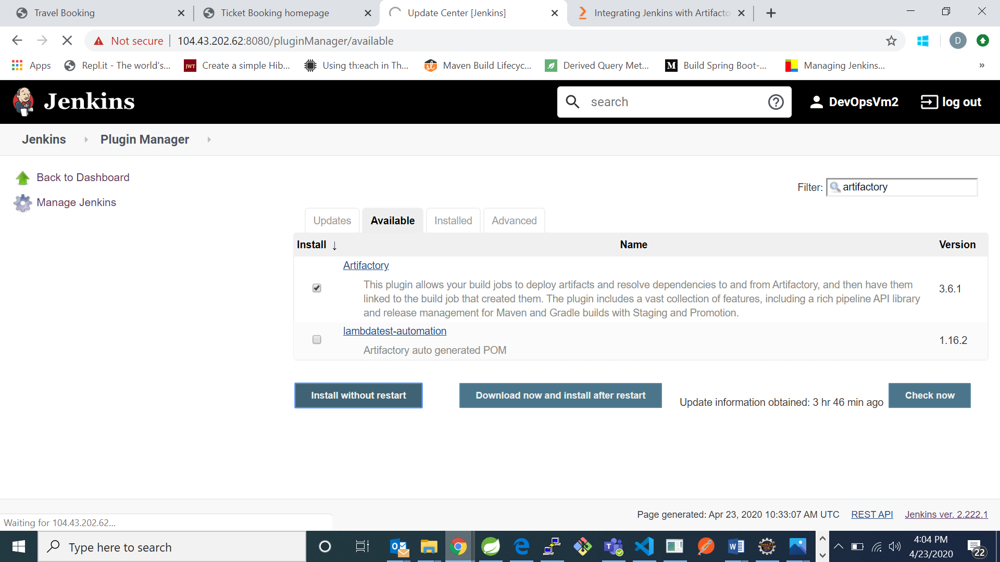 Travel Booking
Ticket Booking homepage
Update Center [Jenkins]
Integrating Jenkins with Artifacto
Not secure
104.43.202.62:8080/pluginManager/available
D
Apps
Repl.it - The world's...
JWT
Create a simple Hib...
Using th:each in Th...
Maven Build Lifecyc...
Derived Query Met...
M
Build Spring Boot-...
Managing Jenkins...
»
Jenkins
search
DevOpsVm2
log out
Jenkins
Plugin Manager
Back to Dashboard
Manage Jenkins
Filter:
artifactory
Updates
Available
Installed
Advanced
Install ↓
Name
Version
Artifactory
This plugin allows your build jobs to deploy artifacts and resolve dependencies to and from Artifactory, and then have them
linked to the build job that created them. The plugin includes a vast collection of features, including a rich pipeline API library
and release management for Maven and Gradle builds with Staging and Promotion.
3.6.1
lambdatest-automation
Artifactory auto generated POM
1.16.2
Install without restart
Download now and install after restart
Update information obtained: 3 hr 46 min ago
Check now
Page generated: Apr 23, 2020 10:33:07 AM UTC
REST API
Jenkins ver. 2.222.1
Waiting for 104.43.202.62...
Type here to search
4:04 PM
4/23/2020
22